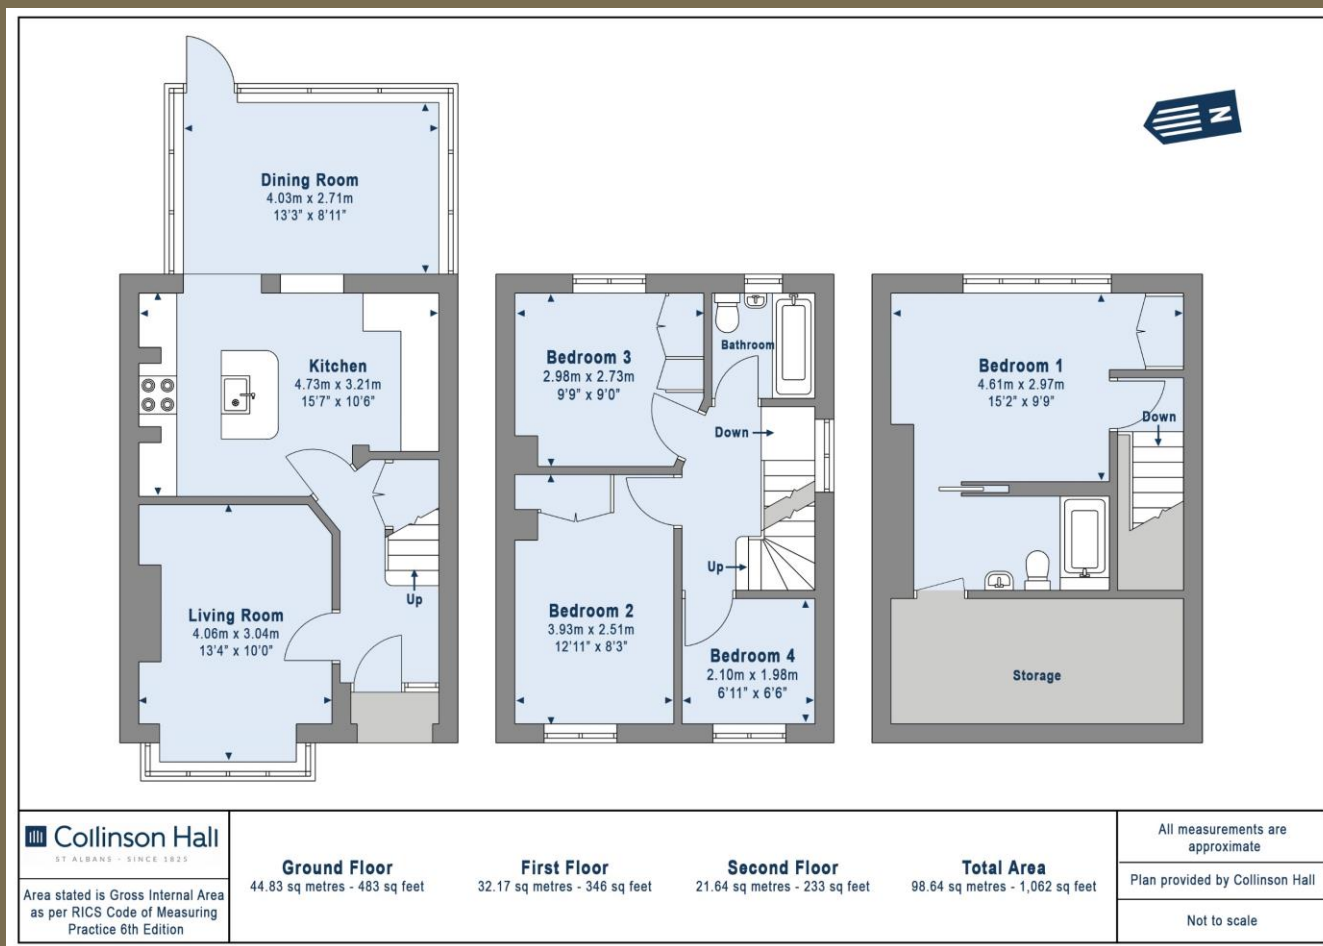 N
Dining Room
4.03m x 2.71m
13'3" x 8'11"
Kitchen
4.73m x 3.21m
15'7" x 10'6"
Living Room
4.06m x 3.04m
13'4" x 10'0"
Up
Bedroom 3
2.98m x 2.73m
9'9" x 9'0"
Bathroom
Down
Up
Bedroom 2
3.93m x 2.51m
12'11" x 8'3"
Bedroom 4
2.10m x 1.98m
6'11" x 6'6"
Bedroom 1
4.61m x 2.97m
15'2" x 9'9"
Down
Storage
Collinson Hall
ST ALBANS - SINCE 1825
Area stated is Gross Internal Area
as per RICS Code of Measuring
Practice 6th Edition
Ground Floor
44.83 sq metres - 483 sq feet
First Floor
32.17 sq metres - 346 sq feet
Second Floor
21.64 sq metres - 233 sq feet
Total Area
98.64 sq metres - 1,062 sq feet
All measurements are
approximate
Plan provided by Collinson Hall
Not to scale